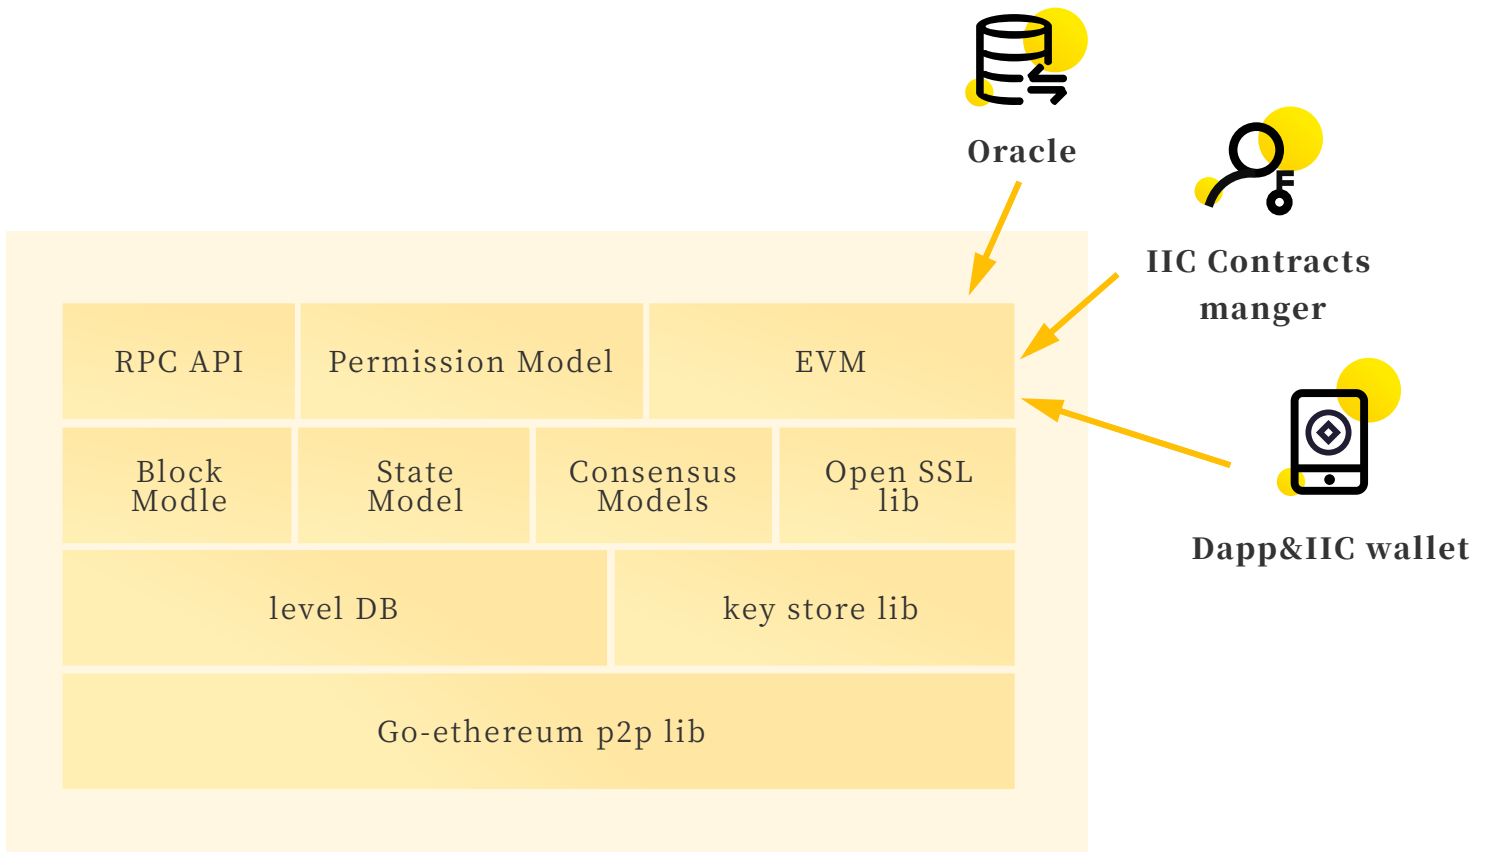 Oracle
IIC Contracts
manger
RPC API
Permission Model
EVM
Block
Modle
State
Model
Consensus
Models
Open SSL
lib
Dapp&IIC wallet
level DB
key store lib
Go-ethereum p2p lib